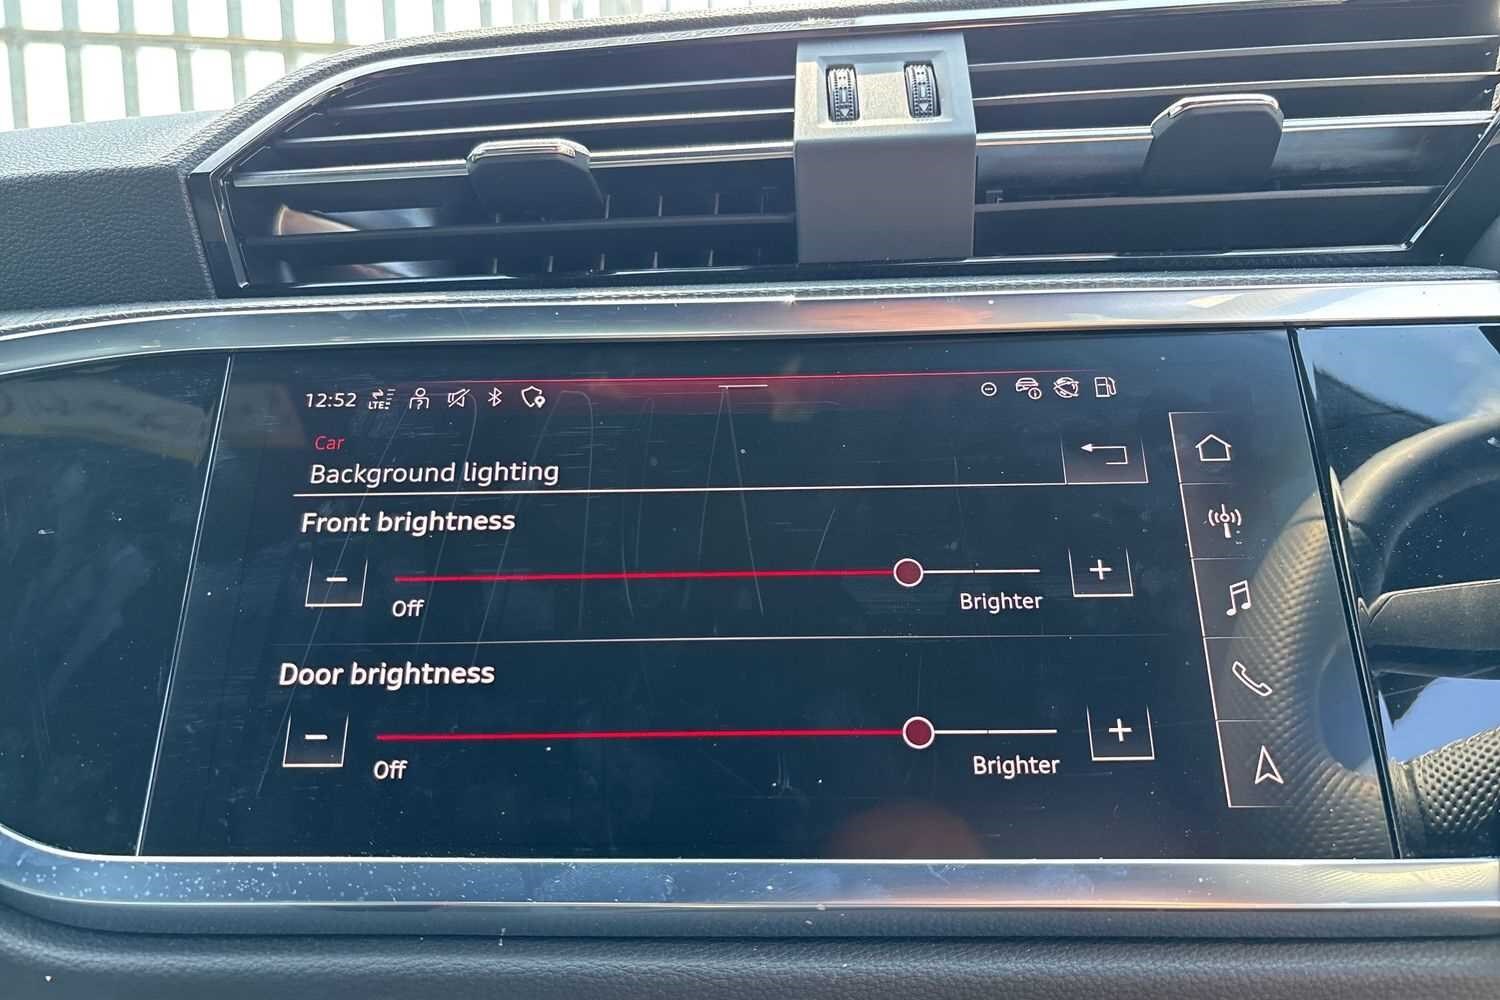 12:52 LTE
Car
Background lighting
Front brightness
- +
Off Brighter
Door brightness
- +
Off Brighter